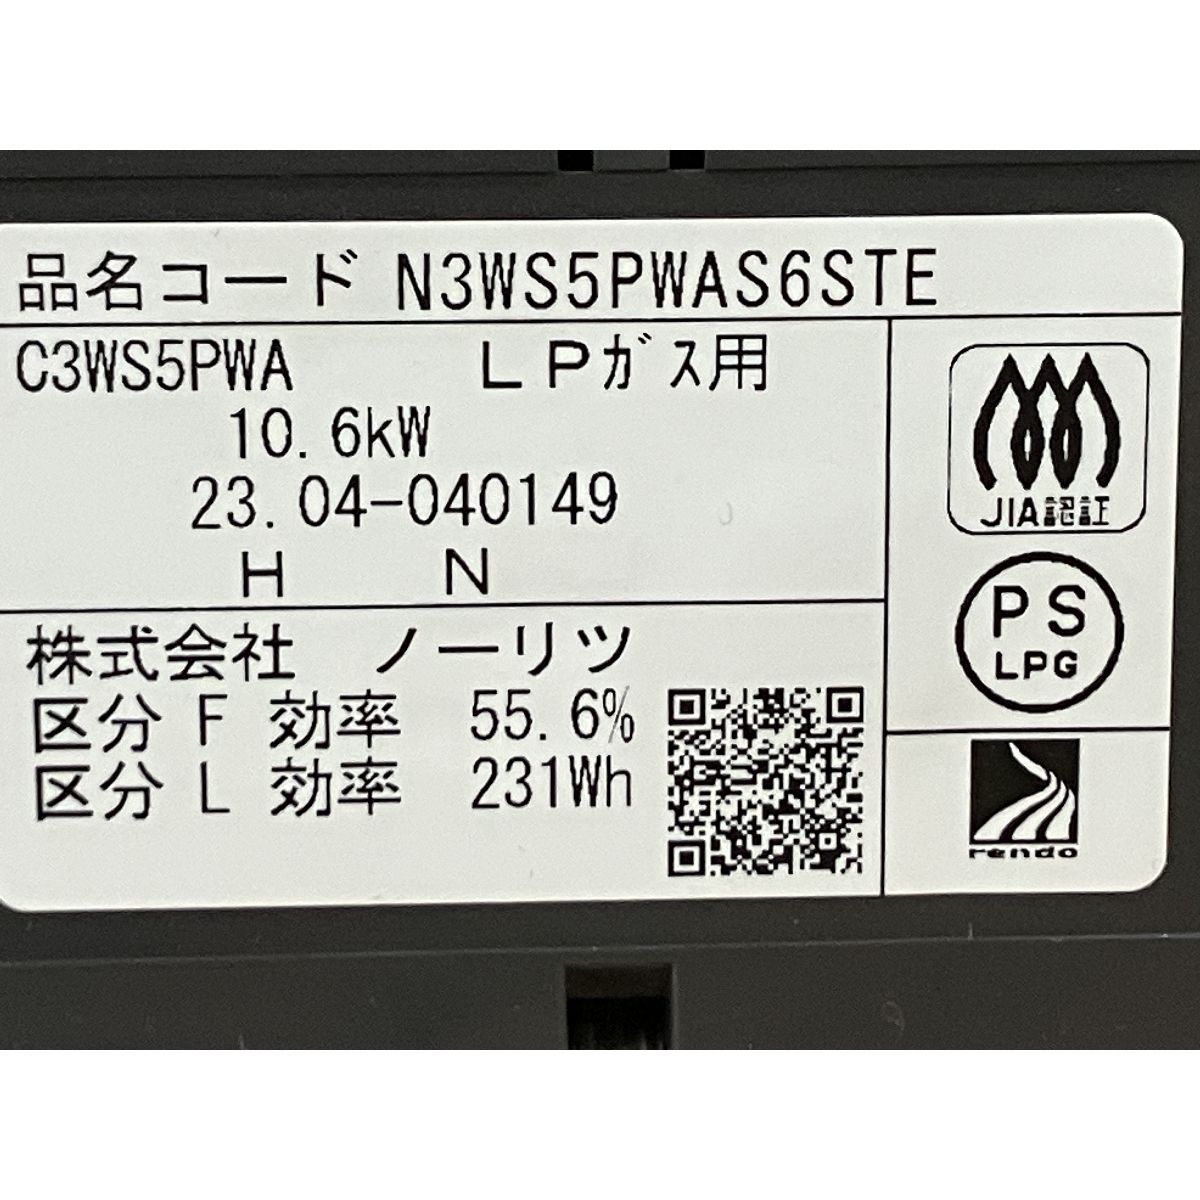 品名コード N3WS5PWAS6STE
C3WS5PWA LPガス用
10.6kW
23.04-040149
H N
JIA認証
PS
LPG
株式会社 ノーリツ
区分 F 効率 55.6%
区分 L 効率 231Wh
rendo